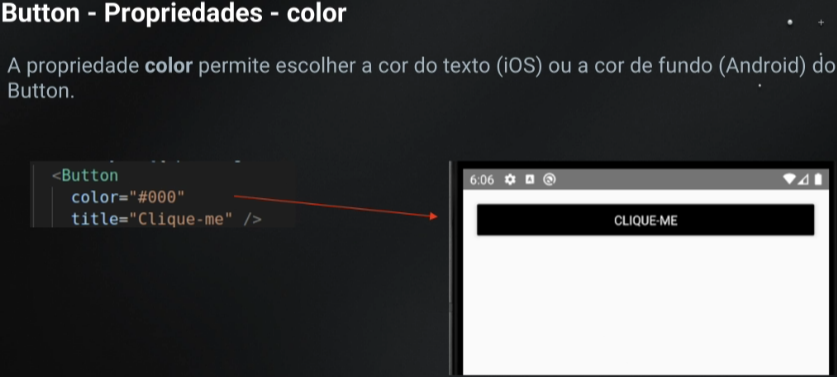 Button - Propriedades - color
A propriedade color permite escolher a cor do texto (iOS) ou a cor de fundo (Android) do
Button.
<Button
color="#000"
title="Clique-me" />
6:06
CLIQUE-ME